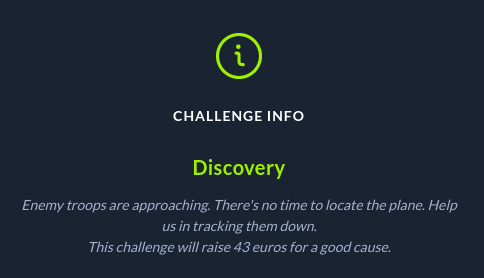 CHALLENGE INFO
Discovery
Enemy troops are approaching. There's no time to locate the plane. Help
us in tracking them down.
This challenge will raise 43 euros for a good cause.